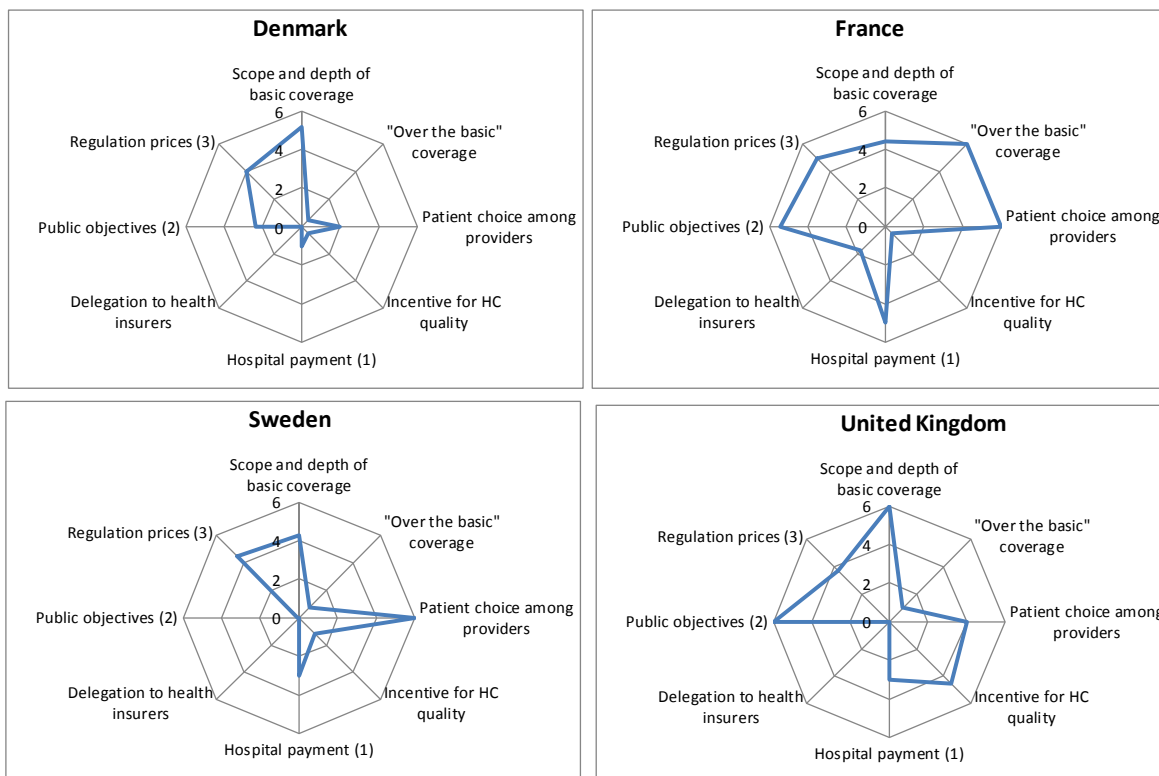 Denmark
Scope and depth of
basic coverage
6
Regulation prices (3)
"Over the basic"
coverage
4
2
Public objectives (2)
0
Patient choice among
providers
Delegation to health
insurers
Incentive for HC
quality
Hospital payment (1)
France
Scope and depth of
basic coverage
6
Regulation prices (3)
"Over the basic"
coverage
4
2
Public objectives (2)
0
Patient choice among
providers
Delegation to health
insurers
Incentive for HC
quality
Hospital payment (1)
Sweden
Scope and depth of
basic coverage
6
Regulation prices (3)
"Over the basic"
coverage
4
2
Public objectives (2)
0
Patient choice among
providers
Delegation to health
insurers
Incentive for HC
quality
Hospital payment (1)
United Kingdom
Scope and depth of
basic coverage
6
Regulation prices (3)
"Over the basic"
coverage
4
2
Public objectives (2)
0
Patient choice among
providers
Delegation to health
insurers
Incentive for HC
quality
Hospital payment (1)